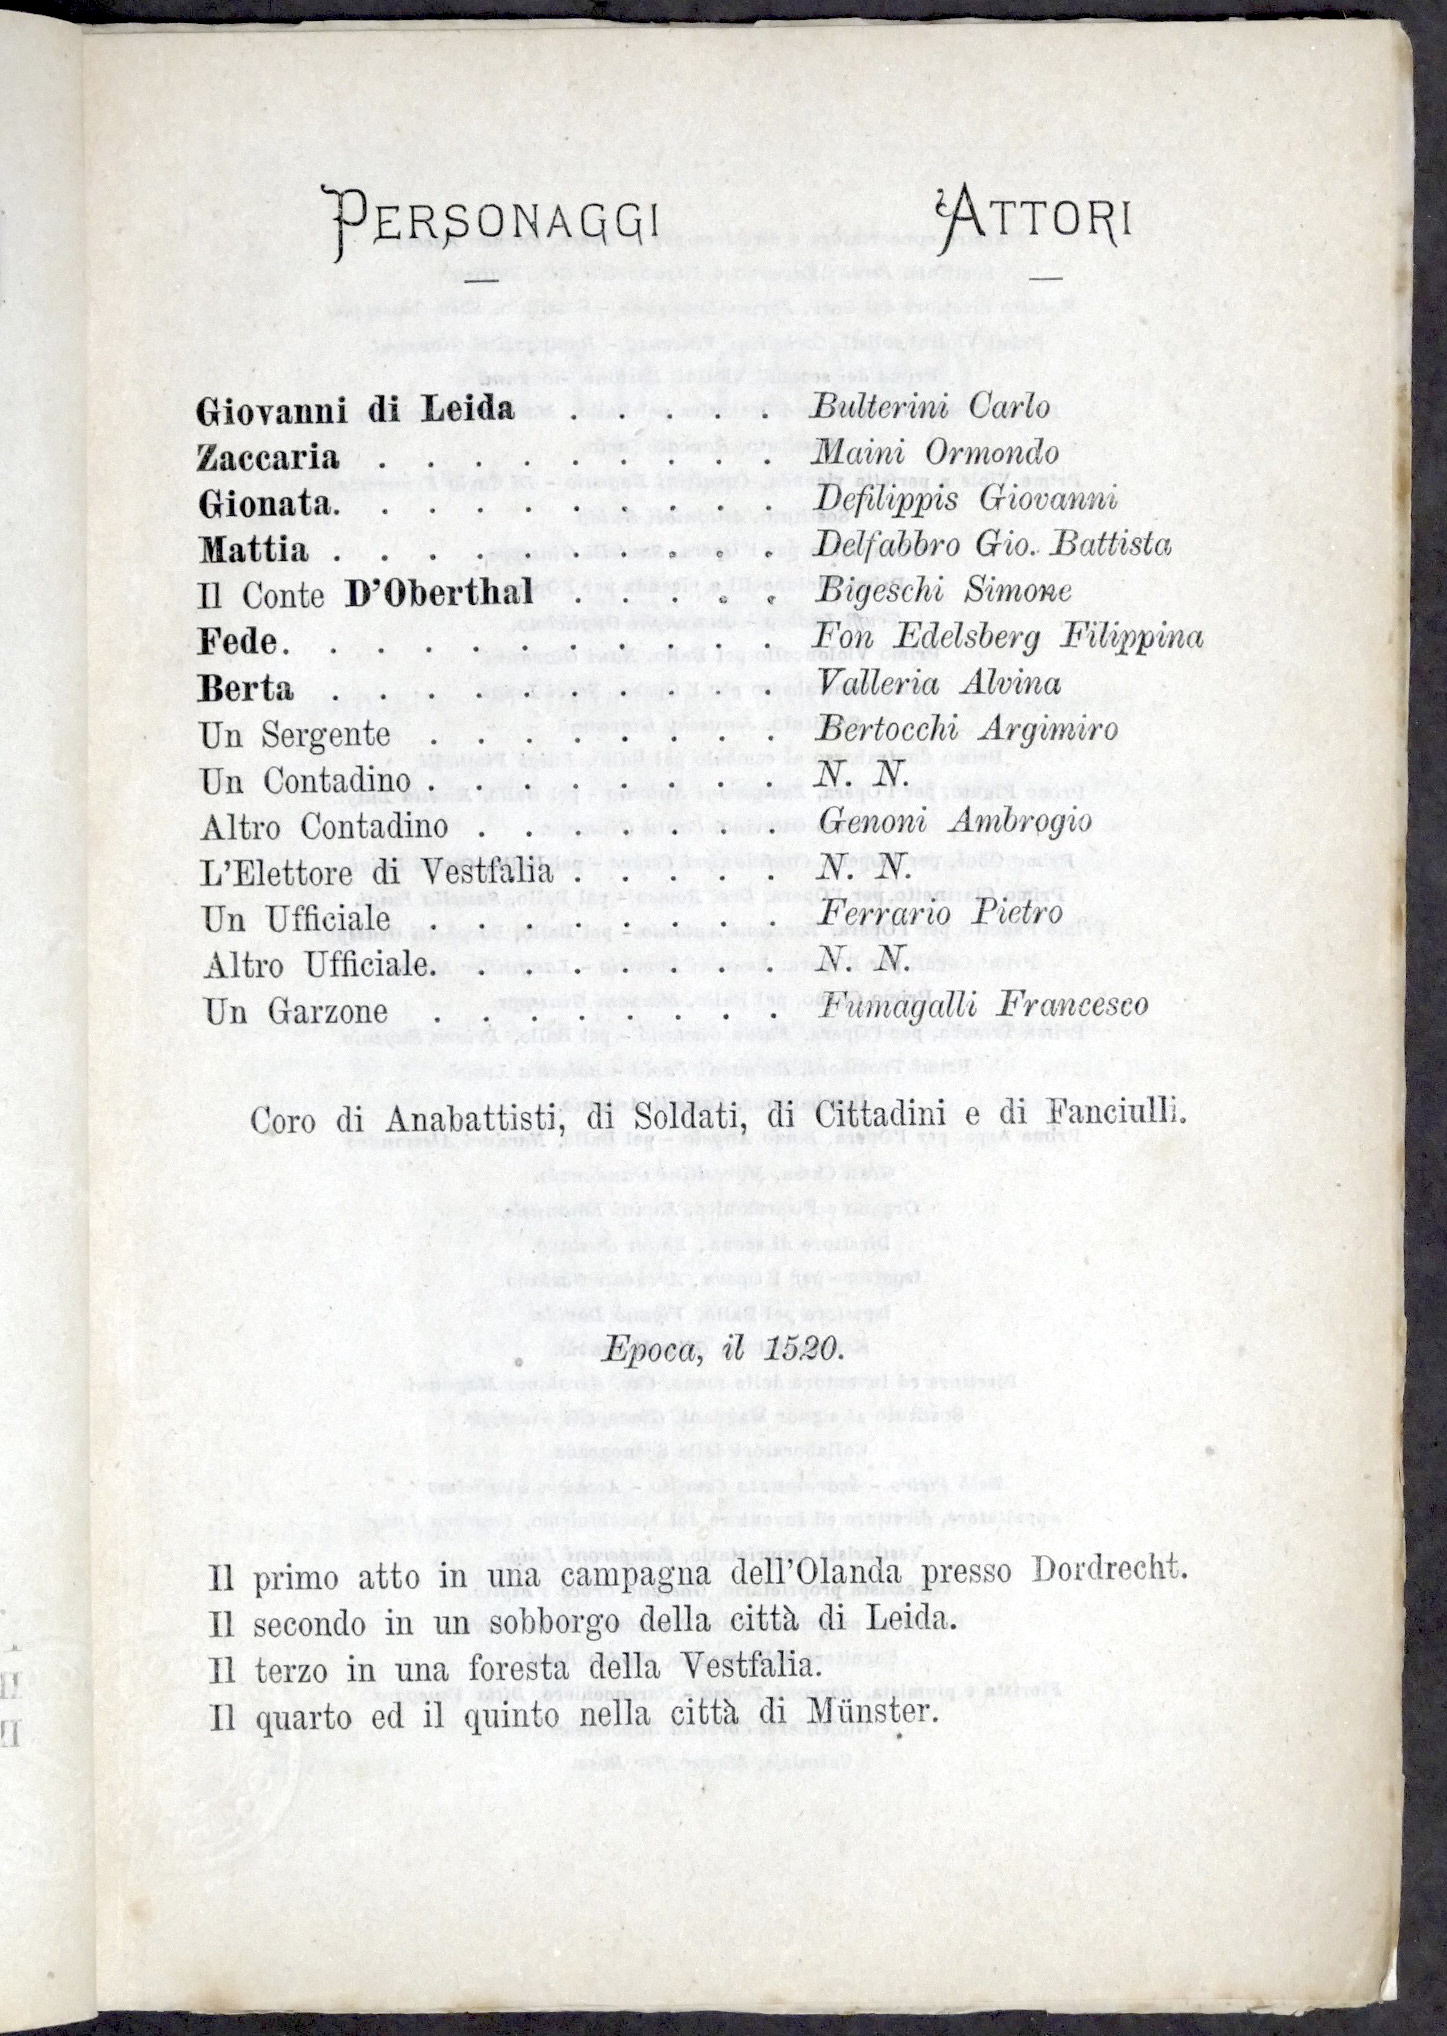 PERSONAGGI ATTORI
Giovanni di Leida . . . . . Bulterini Carlo
Zaccaria . . . . . . . . . Maini Ormondo
Gionata. . . . . . . . . . Defilippis Giovanni
Mattia . . . . . . . . . . Delfabbro Gio. Battista
Il Conte D'Oberthal . . . . . Bigeschi Simone
Fede. . . . . . . . . . . Fon Edelsberg Filippina
Berta . . . . . . . . . . Valleria Alvina
Un Sergente . . . . . . . . Bertocchi Argimiro
Un Contadino . . . . . . . . N. N.
Altro Contadino . . . . . . . Genoni Ambrogio
L'Elettore di Vestfalia . . . . . N. N.
Un Ufficiale . . . . . . . . Ferrario Pietro
Altro Ufficiale. . . . . . . . N. N.
Un Garzone . . . . . . . . Fumagalli Francesco
Coro di Anabattisti, di Soldati, di Cittadini e di Fanciulli.
Epoca, il 1520.
Il primo atto in una campagna dell'Olanda presso Dordrecht.
Il secondo in un sobborgo della città di Leida.
Il terzo in una foresta della Vestfalia.
Il quarto ed il quinto nella città di Münster.